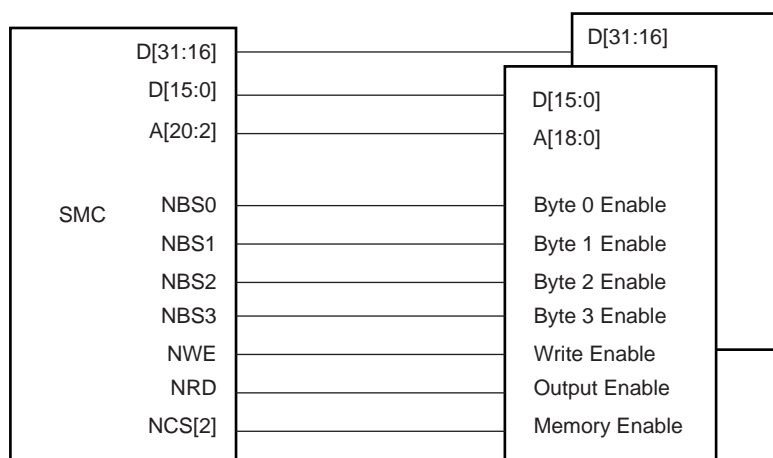 D[31:16] D[31:16]
D[15:0] D[15:0]
A[20:2] A[18:0]
SMC NBS0 Byte 0 Enable
NBS1 Byte 1 Enable
NBS2 Byte 2 Enable
NBS3 Byte 3 Enable
NWE Write Enable
NRD Output Enable
NCS[2] Memory Enable